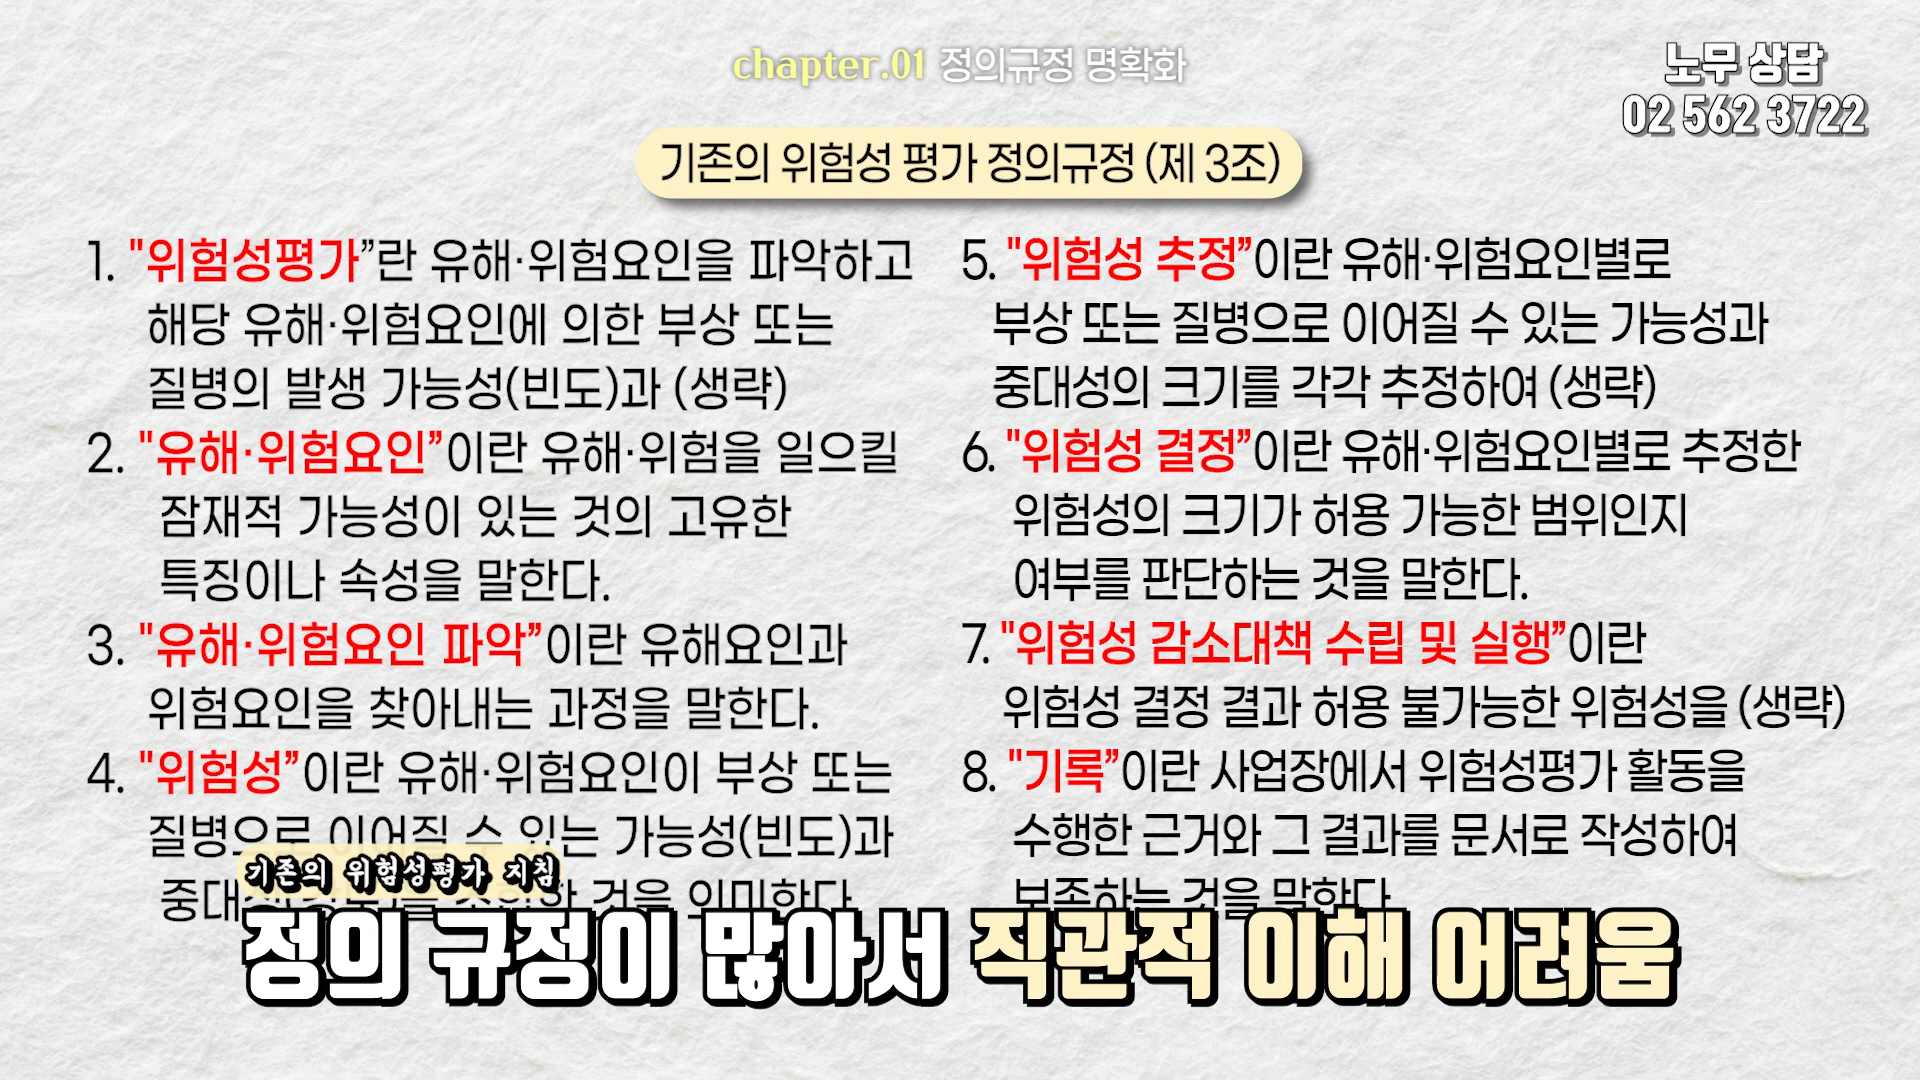 chapter.01 정의규정 명확화
노무 상담
02 562 3722
기존의 위험성 평가 정의규정 (제 3조)
1. "위험성평가”란 유해·위험요인을 파악하고
해당 유해·위험요인에 의한 부상 또는
질병의 발생 가능성(빈도)과 (생략)
2. "유해·위험요인”이란 유해·위험을 일으킬
잠재적 가능성이 있는 것의 고유한
특징이나 속성을 말한다.
3. "유해·위험요인 파악”이란 유해요인과
위험요인을 찾아내는 과정을 말한다.
4. "위험성”이란 유해·위험요인이 부상 또는
질병으로 이어질 수 있는 가능성(빈도)과
것을 의미한다
5. "위험성 추정”이란 유해·위험요인별로
부상 또는 질병으로 이어질 수 있는 가능성과
중대성의 크기를 각각 추정하여 (생략)
6. "위험성 결정”이란 유해·위험요인별로 추정한
위험성의 크기가 허용 가능한 범위인지
여부를 판단하는 것을 말한다.
7. "위험성 감소대책 수립 및 실행”이란
위험성 결정 결과 허용 불가능한 위험성을 (생략)
8. "기록”이란 사업장에서 위험성평가 활동을
수행한 근거와 그 결과를 문서로 작성하여
보존하는 것을 말한다
기존의 위험성평가 지침
정의 규정이 많아서 직관적 이해 어려움